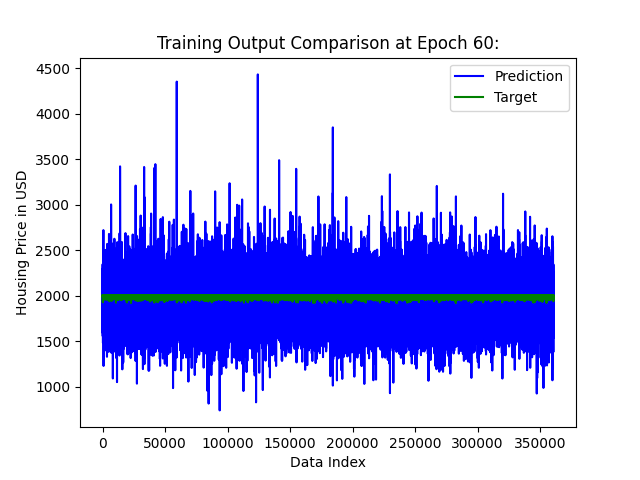 Training Output Comparison at Epoch 60:
Prediction
Target
Housing Price in USD
4500
4000
3500
3000
2500
2000
1500
1000
0 50000 100000 150000 200000 250000 300000 350000
Data Index